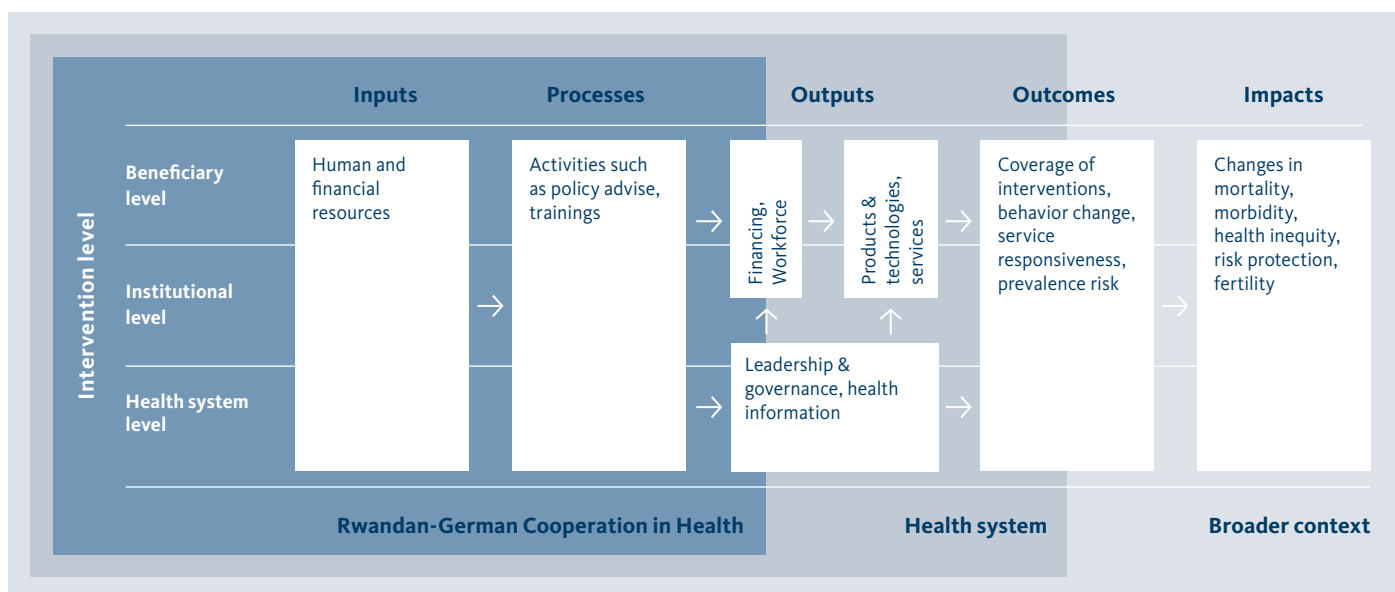 Inputs
Processes
Outputs
Outcomes
Impacts
Intervention level
Beneficiary
level
Institutional
level
Health system
level
Human and
financial
resources
Activities such
as policy advise,
trainings
Financing,
Workforce
Products &
technologies,
services
Leadership &
governance, health
information
Coverage of
interventions,
behavior change,
service
responsiveness,
prevalence risk
Changes in
mortality,
morbidity,
health inequity,
risk protection,
fertility
Rwandan-German Cooperation in Health
Health system
Broader context